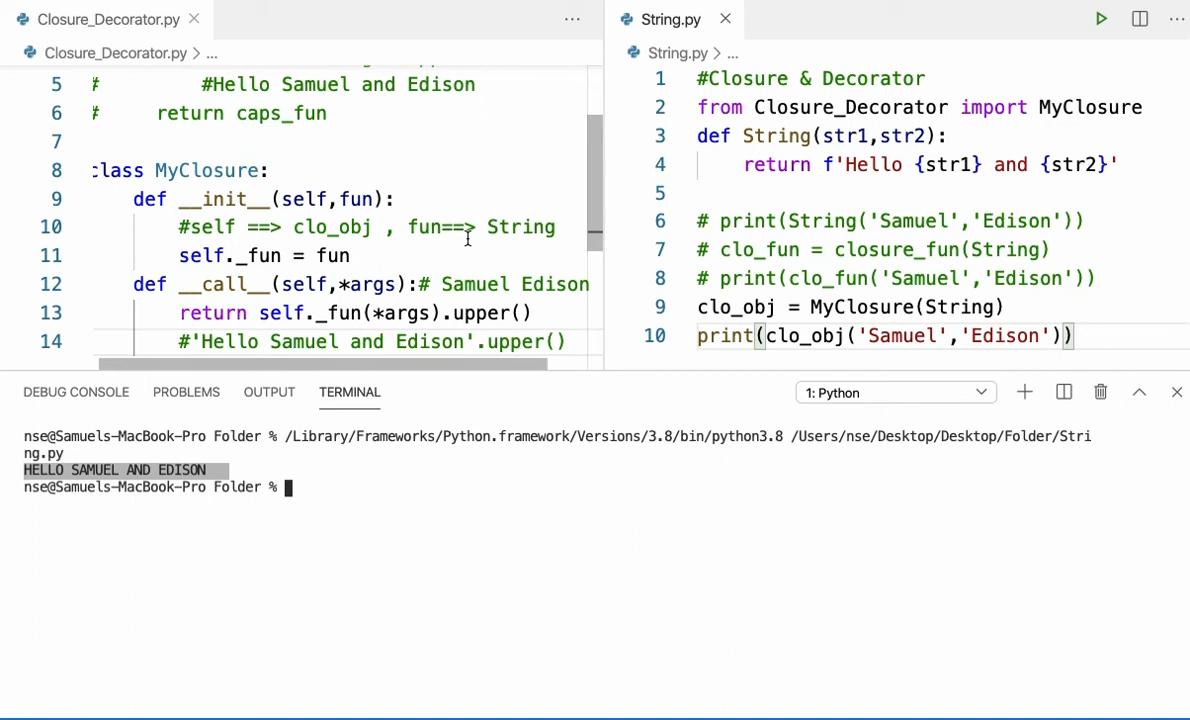 Closure_Decorator.py
Closure_Decorator.py > ...
5 # #Hello Samuel and Edison
6 # return caps_fun
7
8 class MyClosure:
9 def __init__(self,fun):
10 #self ==> clo_obj , fun==> String
11 self._fun = fun
12 def __call__(self,*args):# Samuel Edison
13 return self._fun(*args).upper()
14 #'Hello Samuel and Edison'.upper()
String.py
String.py > ...
1 #Closure & Decorator
2 from Closure_Decorator import MyClosure
3 def String(str1,str2):
4 return f'Hello {str1} and {str2}'
5
6 # print(String('Samuel','Edison'))
7 # clo_fun = closure_fun(String)
8 # print(clo_fun('Samuel','Edison'))
9 clo_obj = MyClosure(String)
10 print(clo_obj('Samuel','Edison'))
DEBUG CONSOLE PROBLEMS OUTPUT TERMINAL 1: Python
nse@Samuels-MacBook-Pro Folder % /Library/Frameworks/Python.framework/Versions/3.8/bin/python3.8 /Users/nse/Desktop/Desktop/Folder/Stri
ng.py
HELLO SAMUEL AND EDISON
nse@Samuels-MacBook-Pro Folder %